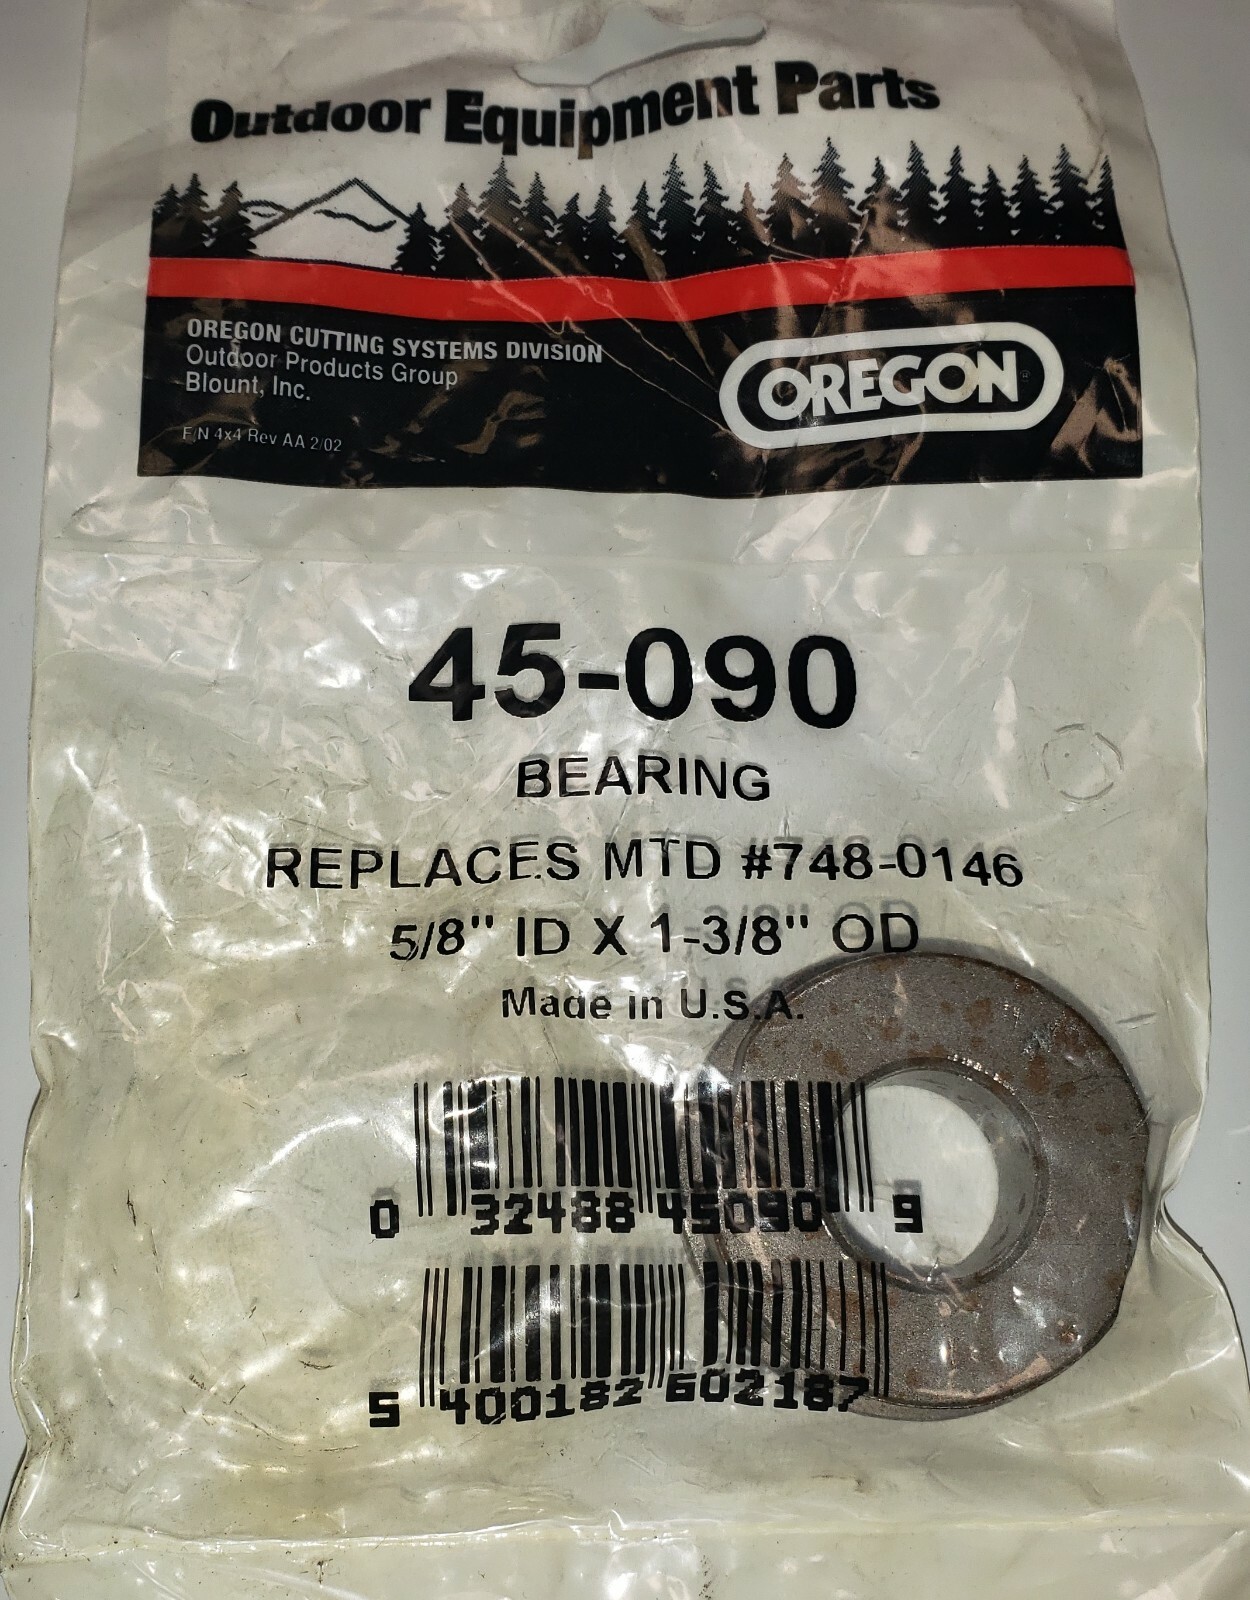 Outdoor Equipment Parts
OREGON CUTTING SYSTEMS DIVISION
Outdoor Products Group
Blount, Inc.
F/N 4x4 Rev AA 2/02
OREGON®
45-090
BEARING
REPLACES MTD #748-0146
5/8" ID X 1-3/8" OD
Made in U.S.A.
0 32488 45090 9
5 400182 602187